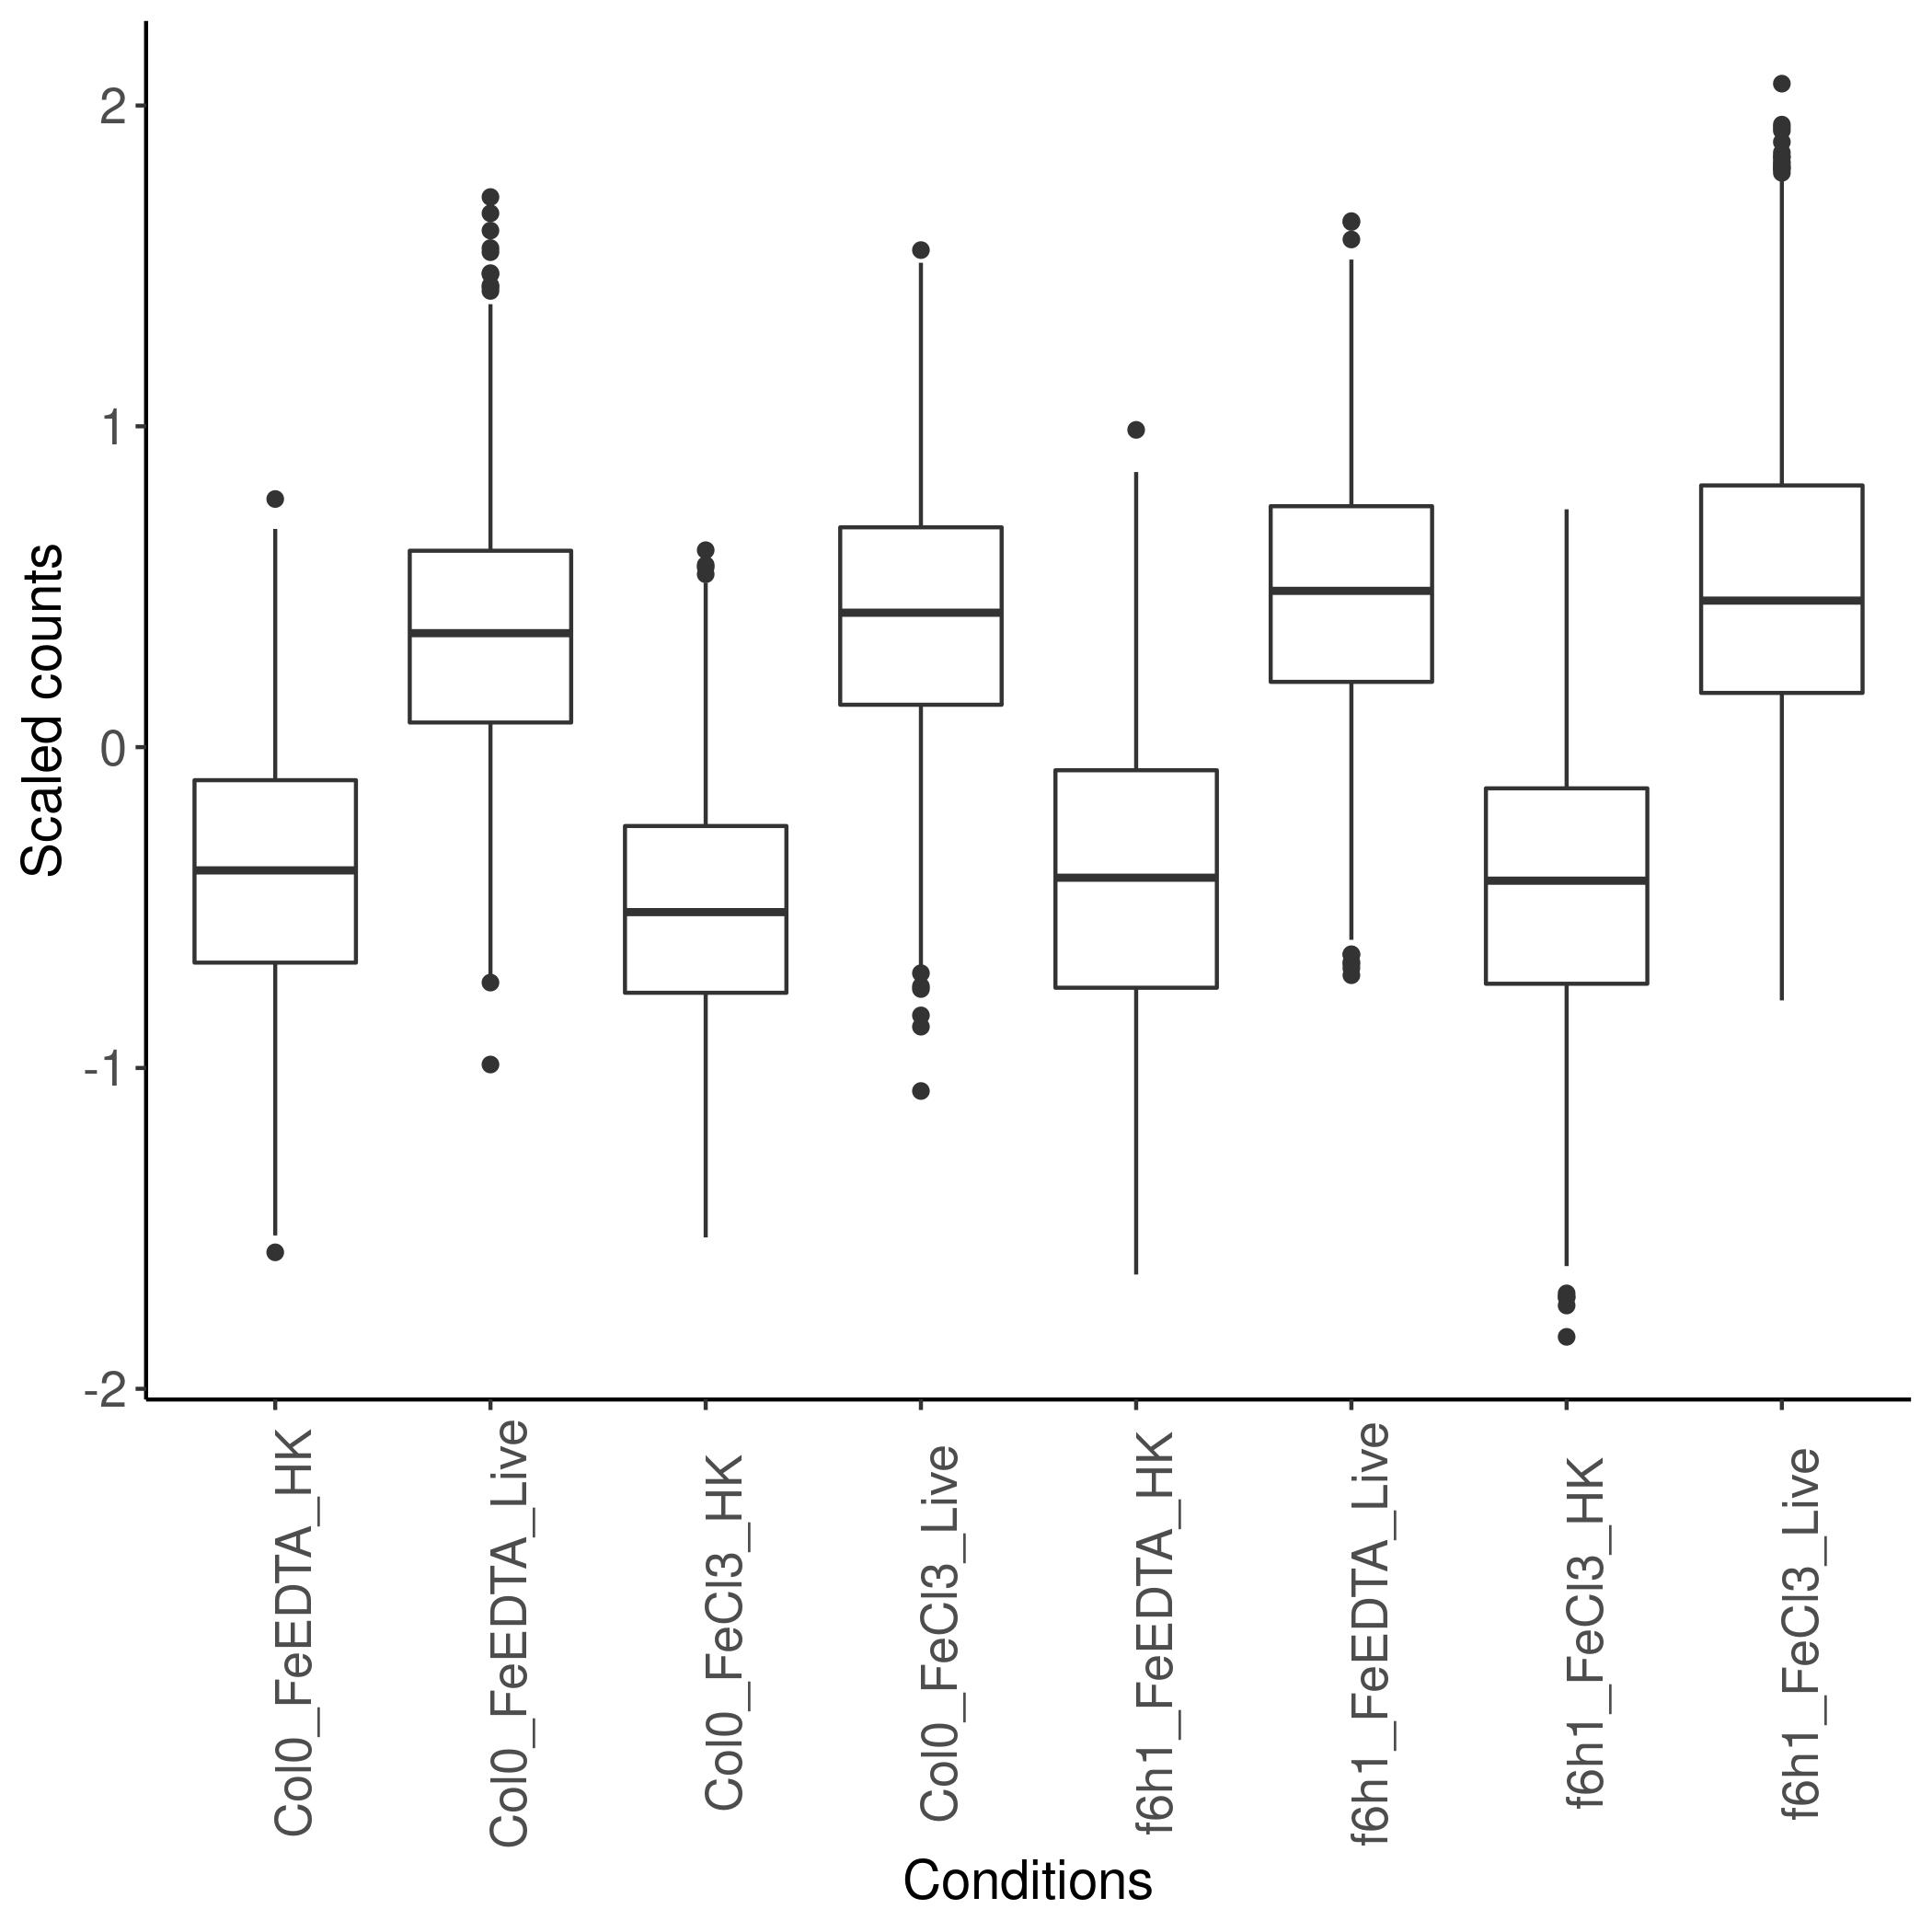 Scaled counts
2
1
0
-1
-2
Col0_FeEDTA_HK
Col0_FeEDTA_Live
Col0_FeCl3_HK
Col0_FeCl3_Live
f6h1_FeEDTA_HK
f6h1_FeEDTA_Live
f6h1_FeCl3_HK
f6h1_FeCl3_Live
Conditions